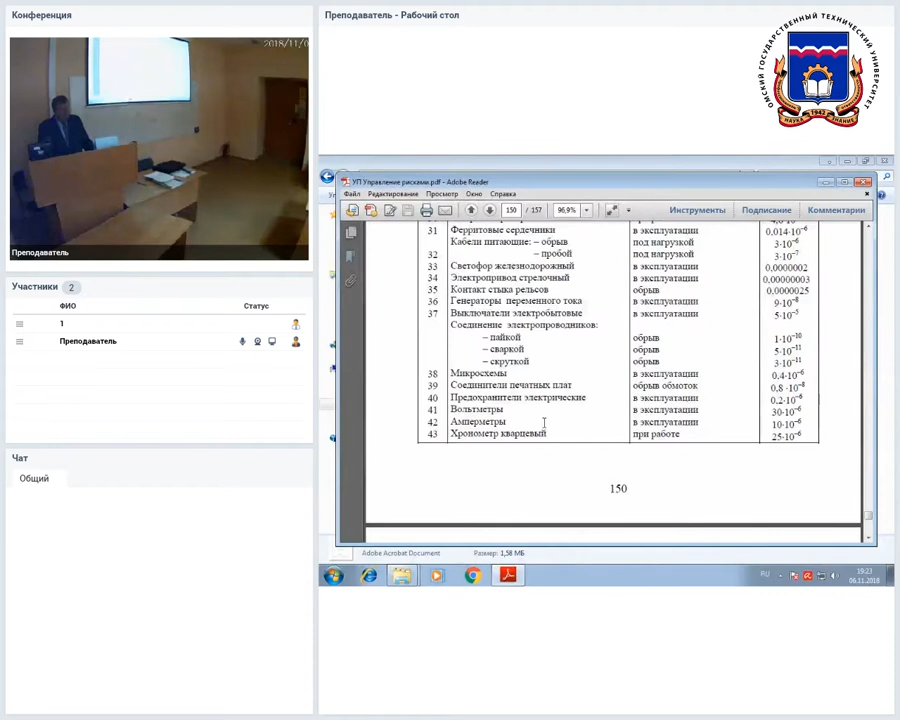 Конференция
2018/11/0
Преподаватель
Участники 2
ФИО Статус
1
Преподаватель
Чат
Общий
Преподаватель - Рабочий стол
ОМСКИЙ ГОСУДАРСТВЕННЫЙ ТЕХНИЧЕСКИЙ УНИВЕРСИТЕТ
НАУКА 1942 ЗНАНИЕ
УП Управление рисками.pdf - Adobe Reader
Файл Редактирование Просмотр Окно Справка
150 / 157 96,9% Инструменты Подписание Комментарии
31 Ферритовые сердечники в эксплуатации 0,014·10⁻⁶
Кабели питающие: – обрыв под нагрузкой 3·10⁻⁶
32 – пробой под нагрузкой 3·10⁻⁷
33 Светофор железнодорожный в эксплуатации 0,0000002
34 Электропривод стрелочный в эксплуатации 0,00000003
35 Контакт стыка рельсов обрыв 0,0000025
36 Генераторы переменного тока в эксплуатации 9·10⁻⁸
37 Выключатели электробытовые в эксплуатации 5·10⁻⁵
Соединение электропроводников:
– пайкой обрыв 1·10⁻¹⁰
– сваркой обрыв 5·10⁻¹¹
– скруткой обрыв 3·10⁻¹¹
38 Микросхемы в эксплуатации 0,4·10⁻⁶
39 Соединители печатных плат обрыв обмоток 0,8·10⁻⁸
40 Предохранители электрические в эксплуатации 0,2·10⁻⁶
41 Вольтметры в эксплуатации 30·10⁻⁶
42 Амперметры в эксплуатации 10·10⁻⁶
43 Хронометр кварцевый при работе 25·10⁻⁶
150
Adobe Acrobat Document Размер: 1,58 МБ
RU 19:23
06.11.2018